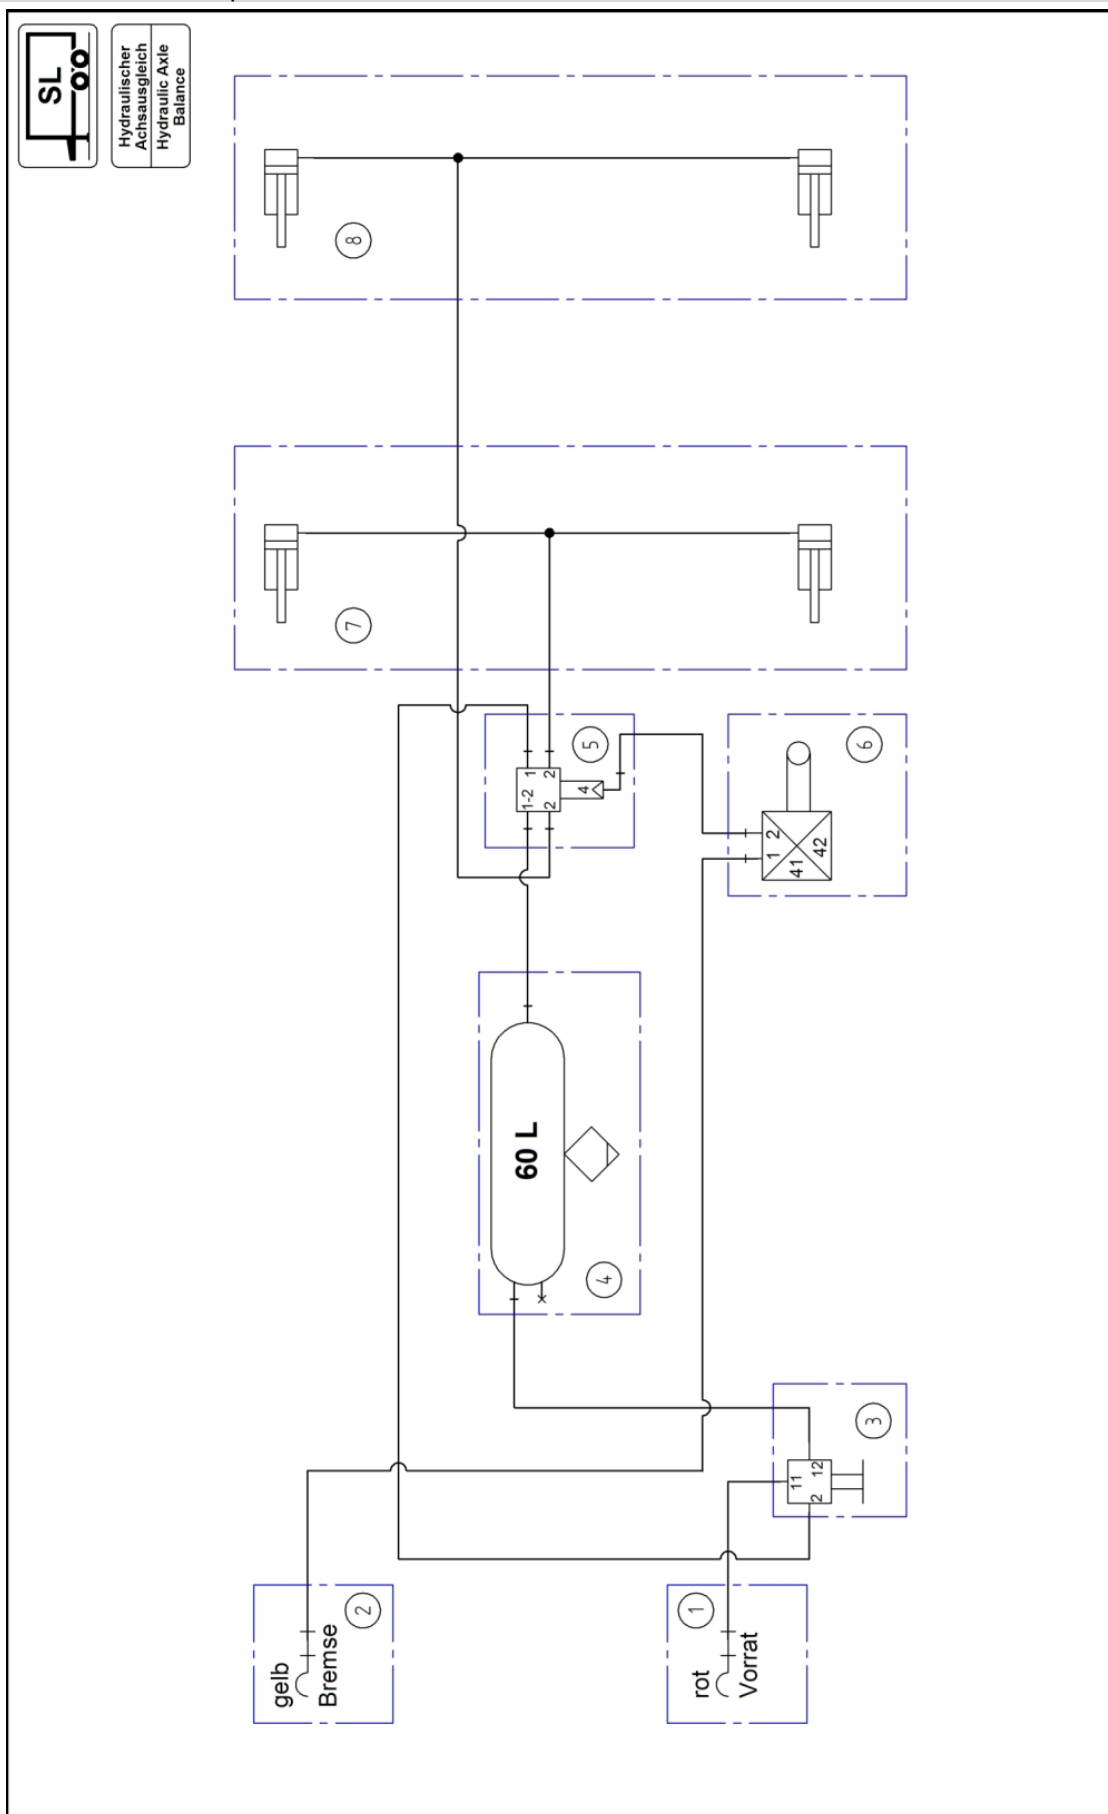 SL
Hydraulischer
Achsausgleich
Hydraulic Axle
Balance
8
7
5
1-2 1
2 2
4
6
1 2
41
42
60 L
4
3
11
12
2
gelb
Bremse
2
rot
Vorrat
1